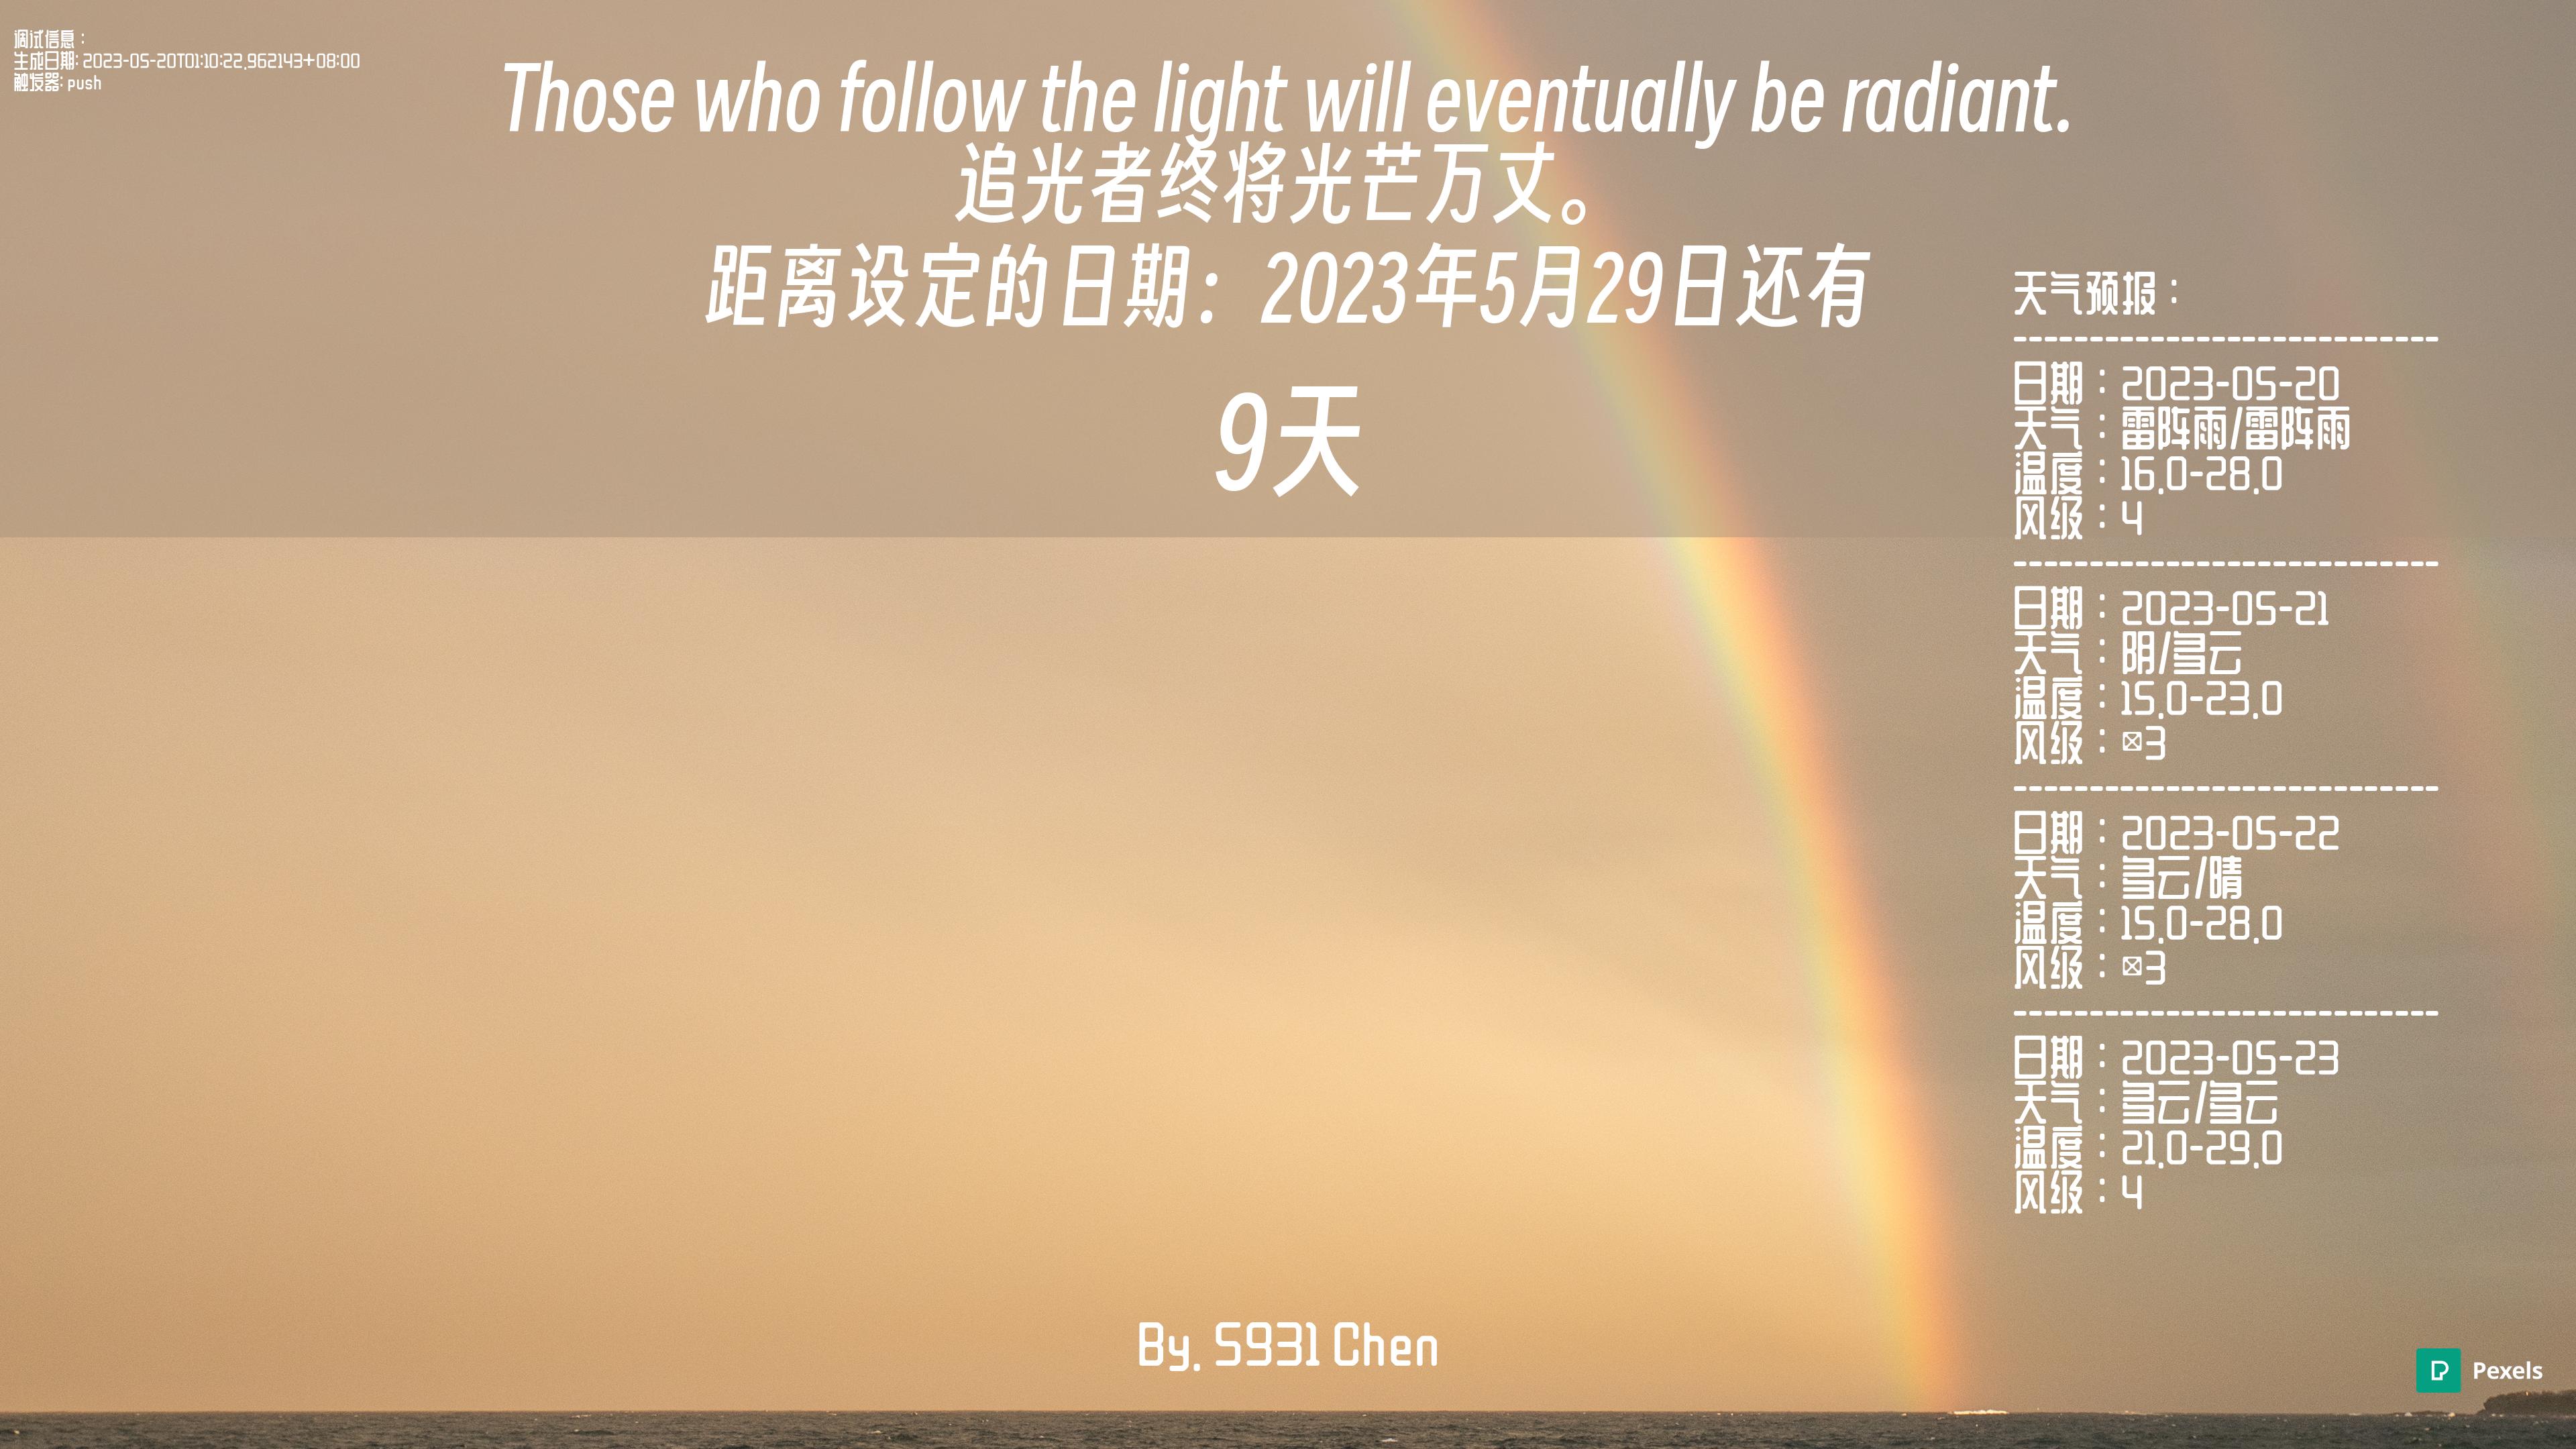 调试信息：
生成日期: 2023-05-20T01:10:22.962143+08:00
触发器: push
Those who follow the light will eventually be radiant.
追光者终将光芒万丈。
距离设定的日期：2023年5月29日还有
9天
天气预报：
----------------------------
日期：2023-05-20
天气：雷阵雨/雷阵雨
温度：16.0-28.0
风级：4
----------------------------
日期：2023-05-21
天气：阴/多云
温度：15.0-23.0
风级：3
----------------------------
日期：2023-05-22
天气：多云/晴
温度：15.0-28.0
风级：3
----------------------------
日期：2023-05-23
天气：多云/多云
温度：21.0-29.0
风级：4
By. S931 Chen
Pexels